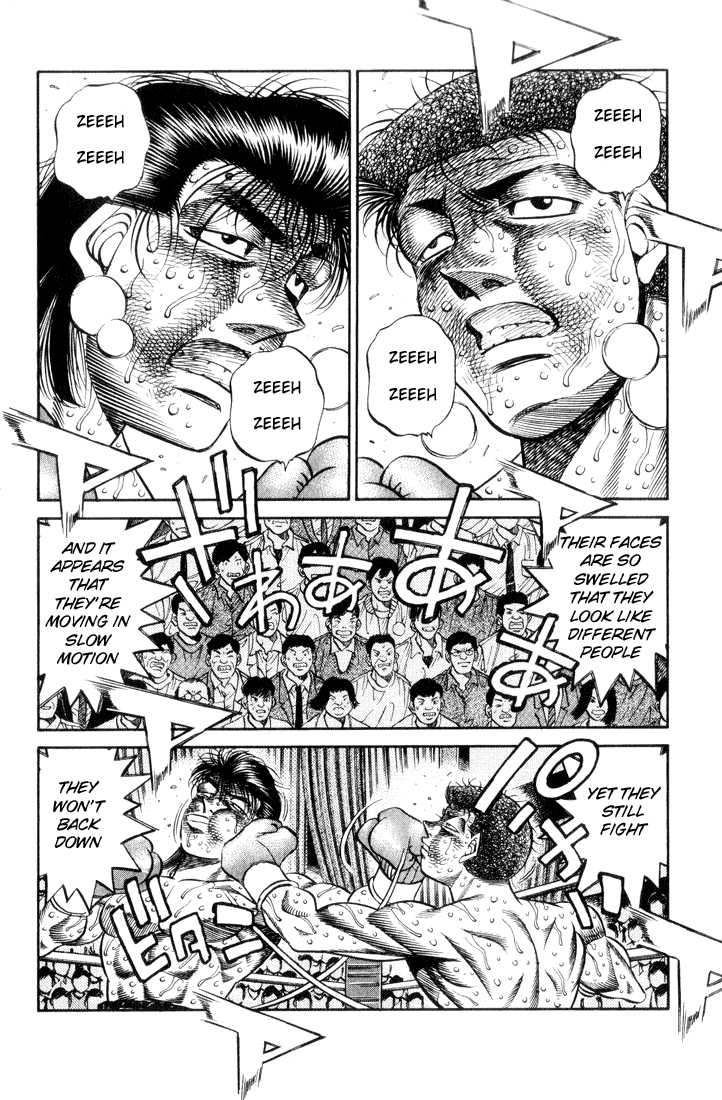 ZEEEH
ZEEEH
ZEEEH
ZEEEH
ZEEEH
ZEEEH
ZEEEH
ZEEEH
THEIR FACES
ARE SO
SWELLED
THAT THEY
LOOK LIKE
DIFFERENT
PEOPLE
わあああ
AND IT
APPEARS
THAT
THEY'RE
MOVING IN
SLOW
MOTION
YET THEY
STILL
FIGHT
THEY
WON'T
BACK
DOWN